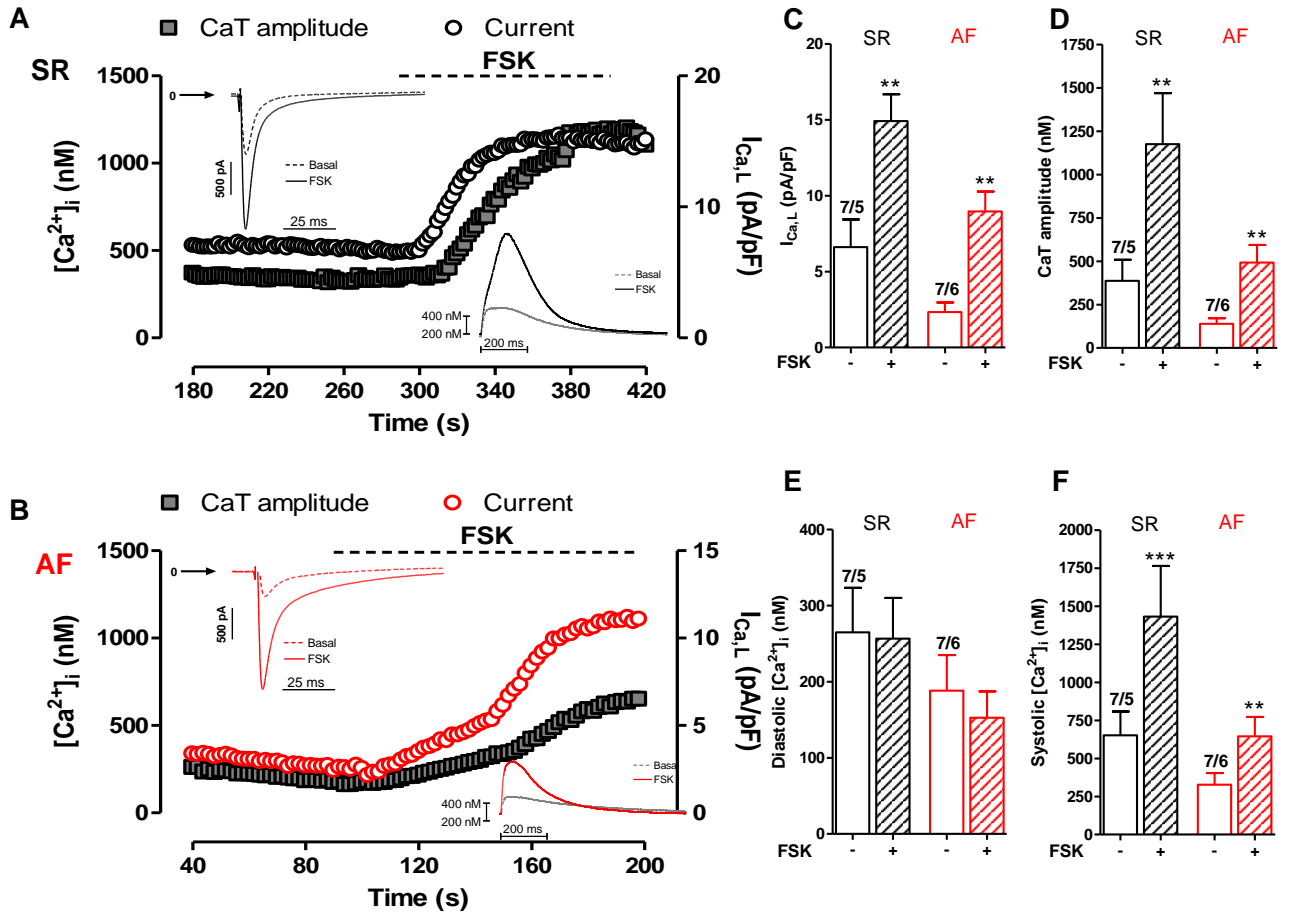 A
CaT amplitude
Current
SR
FSK
1500
1000
500
0
[Ca2+]i (nM)
20
10
0
ICa,L (pA/pF)
0
500 pA
Basal
FSK
25 ms
Basal
FSK
400 nM
200 nM
200 ms
180 220 260 300 340 380 420
Time (s)
B
CaT amplitude
Current
AF
FSK
1500
1000
500
0
[Ca2+]i (nM)
15
10
5
0
ICa,L (pA/pF)
0
500 pA
Basal
FSK
25 ms
Basa
FSK
400 nM
200 nM
200 ms
40 80 120 160 200
Time (s)
C
SR AF
20
15
10
5
0
ICa,L (pA/pF)
7/5
**
7/6
**
FSK - + - +
D
SR AF
1750
1500
1250
1000
750
500
250
0
CaT amplitude (nM)
7/5
**
7/6
**
FSK - + - +
E
SR AF
400
300
200
100
0
Diastolic [Ca2+]i (nM)
7/5
7/6
FSK - + - +
F
SR AF
2000
1750
1500
1250
1000
750
500
250
0
Systolic [Ca2+]i (nM)
7/5
***
7/6
**
FSK - + - +